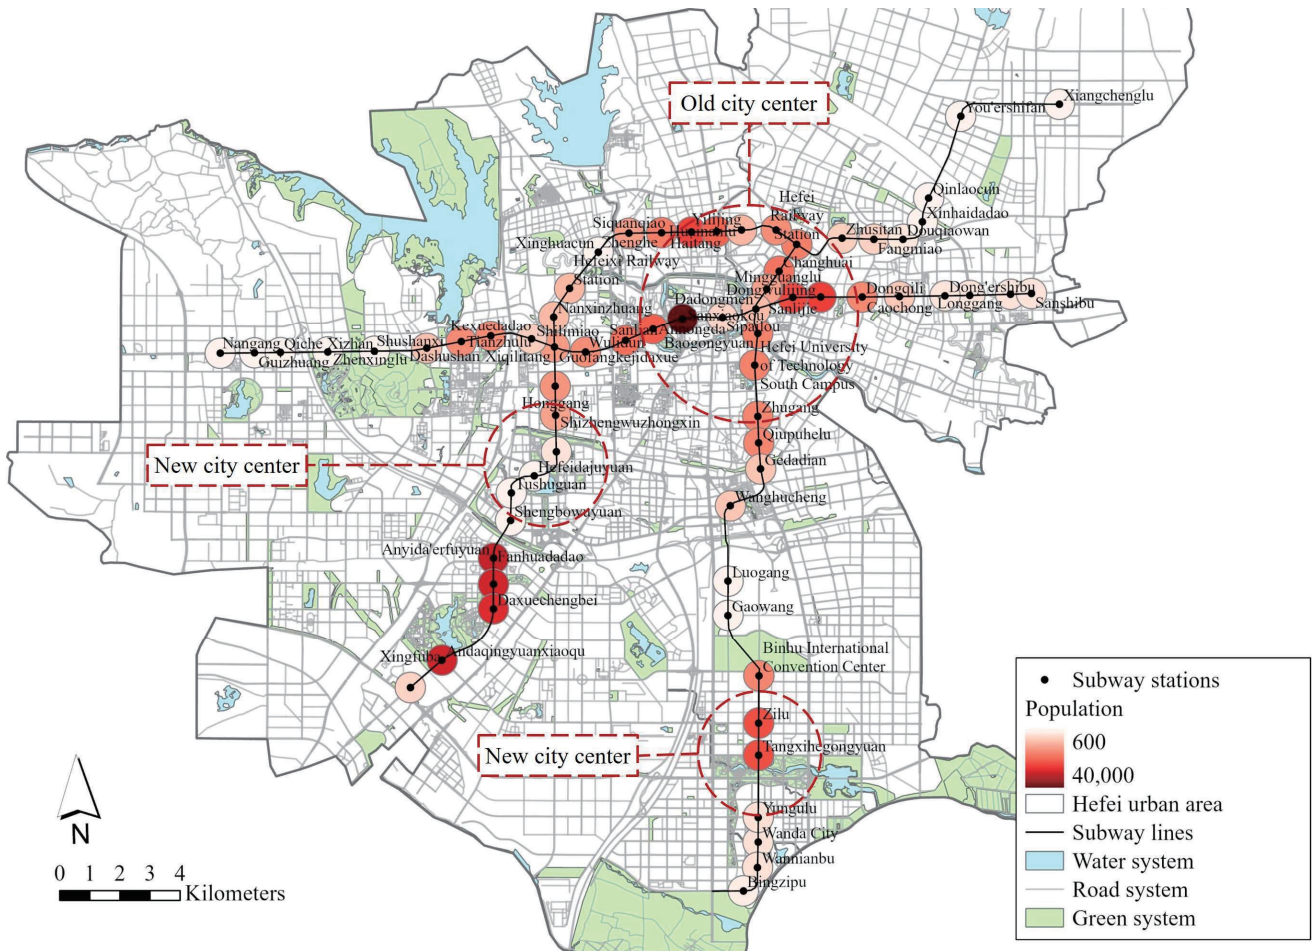 Old city center
Xiangchenglu
You'ershifan
Qinlaocun
Xinhaidadao
Hefei
Railway
Station
Zhusitan
Douqiaowan
Fangmiao
Siquanqiao
Xilijing
Haitang
Xinghuacun
Zhenghe
Hefeixi Railway
Station
Changhuai
Mingguanglu
Dongwulijing
Dongqili
Dong'ershibu
Dadongmen
Sanlijie
Caochong
Longgang
Sanshibu
Nanxinzhuang
Kexuedadao
Shilimiao
Sanlian
Sipailou
Baogongyuan
Nangang
Qiche
Xizhan
Shushanxi
Tianzhulu
Wulidun
Guizhuang
Zhenxinglu
Dashushan
Xiqilitang
Guofangkejidaxue
Hefei University
of Technology
South Campus
Honggang
Shizhengwuzhongxin
Zhugang
Qiupuhelu
Gedadian
New city center
Hefeidajuyuan
Tushuguan
Shengbowuyuan
Wanghucheng
Anyida'erfuyuan
Fanhuadadao
Daxuechengbei
Luogang
Gaowang
Xingfuba
Andaqingyuanxiaoqu
Binhu International
Convention Center
Zilu
Tangxihegongyuan
New city center
Yungulu
Wanda City
Wannianbu
Bingzipu
N
0 1 2 3 4
Kilometers
Subway stations
Population
600
40,000
Hefei urban area
Subway lines
Water system
Road system
Green system